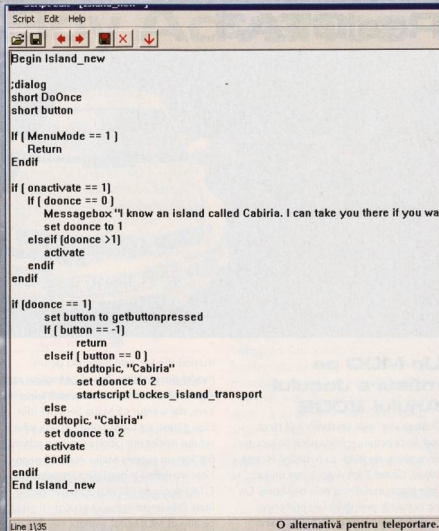 Script Edit Help
Begin Island_new
;dialog
short DoOnce
short button
If ( MenuMode == 1 )
Return
Endif
if ( onactivate == 1)
If ( doonce == 0 )
Messagebox "I know an island called Cabiria. I can take you there if you wa
set doonce to 1
elseif (doonce >1)
activate
endif
endif
if (doonce == 1)
set button to getbuttonpressed
If ( button == -1)
return
elseif ( button == 0 )
addtopic, "Cabiria"
set doonce to 2
startscript Lockes_island_transport
else
addtopic, "Cabiria"
set doonce to 2
activate
endif
endif
End Island_new
Line 1\35
O alternativă pentru teleportare.